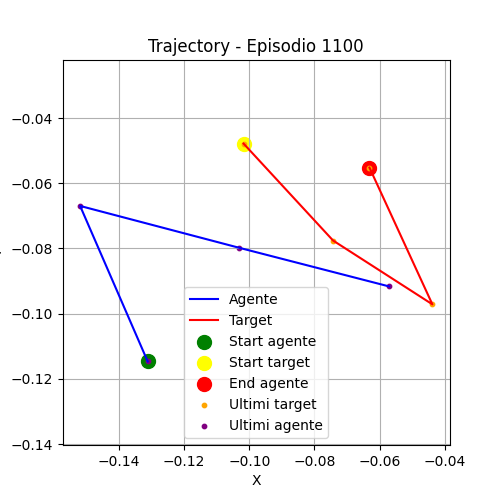 Trajectory - Episodio 1100
−0.04
−0.06
−0.08
−0.10
−0.12
−0.14
Agente
Target
Start agente
Start target
End agente
Ultimi target
Ultimi agente
−0.14 −0.12 −0.10 −0.08 −0.06 −0.04
X